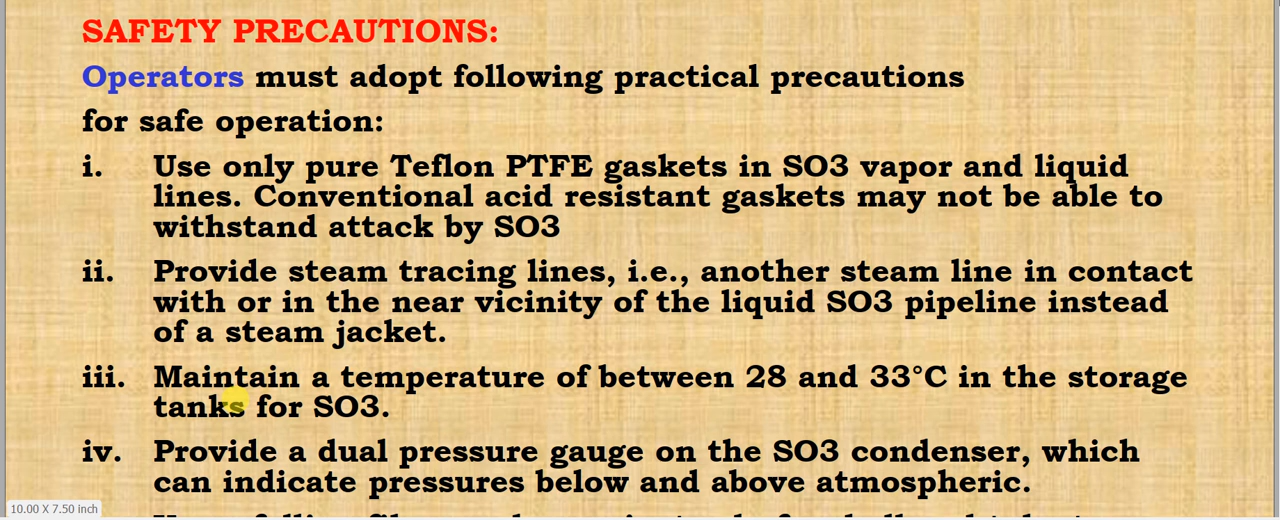 SAFETY PRECAUTIONS:
Operators must adopt following practical precautions
for safe operation:
i. Use only pure Teflon PTFE gaskets in SO3 vapor and liquid
lines. Conventional acid resistant gaskets may not be able to
withstand attack by SO3
ii. Provide steam tracing lines, i.e., another steam line in contact
with or in the near vicinity of the liquid SO3 pipeline instead
of a steam jacket.
iii. Maintain a temperature of between 28 and 33°C in the storage
tanks for SO3.
iv. Provide a dual pressure gauge on the SO3 condenser, which
can indicate pressures below and above atmospheric.
10.00 X 7.50 inch